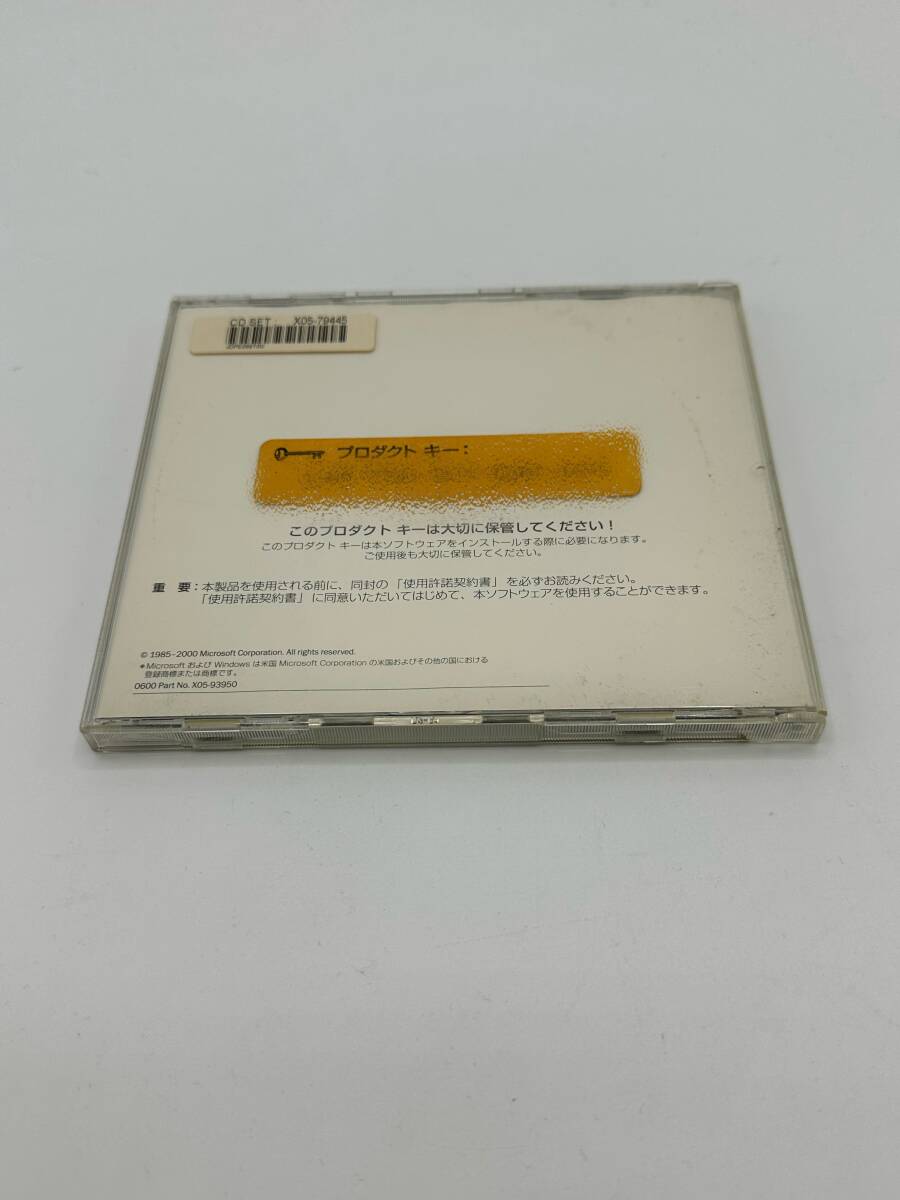 CD SET X05-79445
プロダクト キー:
このプロダクト キーは大切に保管してください!
このプロダクト キーは本ソフトウェアをインストールする際に必要になります。
ご使用後も大切に保管してください。
重 要:本製品を使用される前に、同封の「使用許諾契約書」を必ずお読みください。
「使用許諾契約書」に同意いただいてはじめて、本ソフトウェアを使用することができます。
© 1985-2000 Microsoft Corporation. All rights reserved.
*Microsoft および Windows は米国 Microsoft Corporation の米国およびその他の国における
登録商標または商標です。
0600 Part No. X05-93950